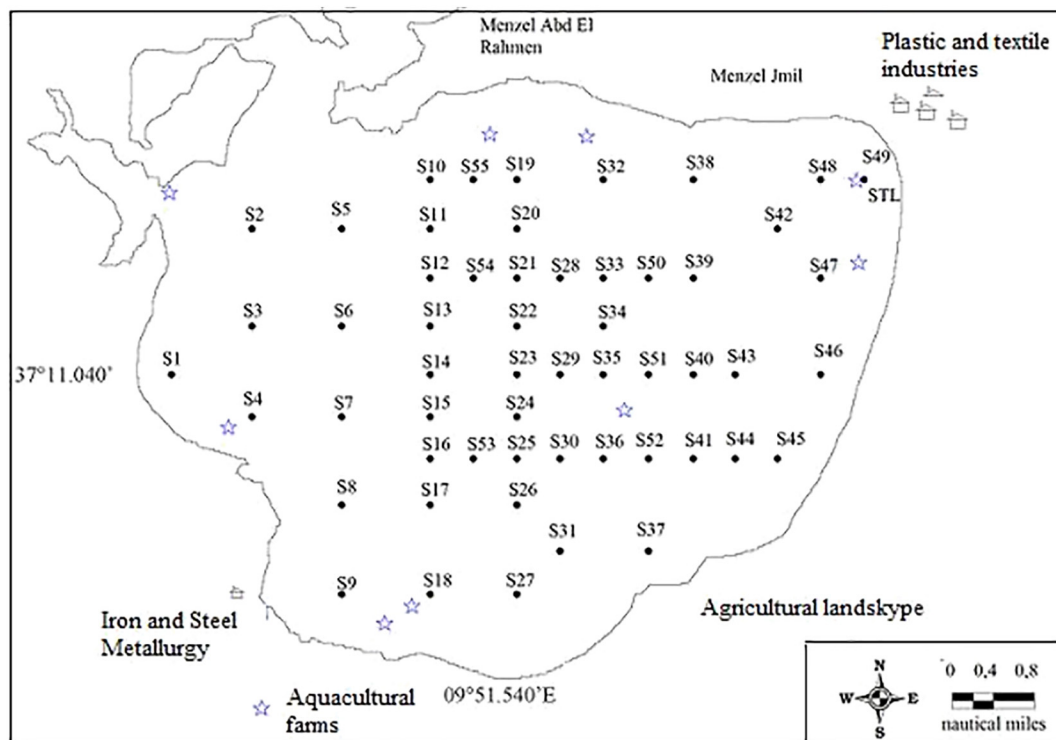 Menzel Abd El
Rahmen
Plastic and textile
industries
Menzel Jmil
S10 S55 S19 S32 S38 S48 S49
STL
S2 S5 S11 S20 S42
S12 S54 S21 S28 S33 S50 S39 S47
S3 S6 S13 S22 S34
37°11.040' S1 S14 S23 S29 S35 S51 S40 S43 S46
S4 S7 S15 S24
S16 S53 S25 S30 S36 S52 S41 S44 S45
S8 S17 S26
S31 S37
S9 S18 S27
Iron and Steel
Metallurgy
Agricultural landskype
Aquacultural
farms
09°51.540'E
N
W E
S
0 0.4 0.8
nautical miles